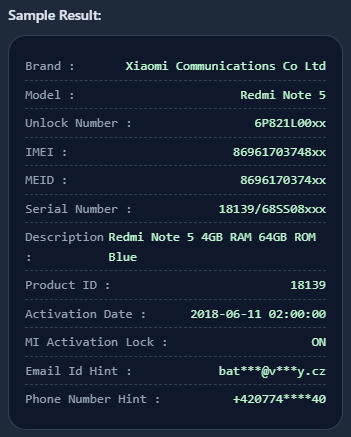 Sample Result:
Brand : Xiaomi Communications Co Ltd
Model : Redmi Note 5
Unlock Number : 6P821L00xx
IMEI : 86961703748xx
MEID : 8696170374xx
Serial Number : 18139/68SS08xxx
Description Redmi Note 5 4GB RAM 64GB ROM
: Blue
Product ID : 18139
Activation Date : 2018-06-11 02:00:00
MI Activation Lock : ON
Email Id Hint : bat***@v***y.cz
Phone Number Hint : +420774****40